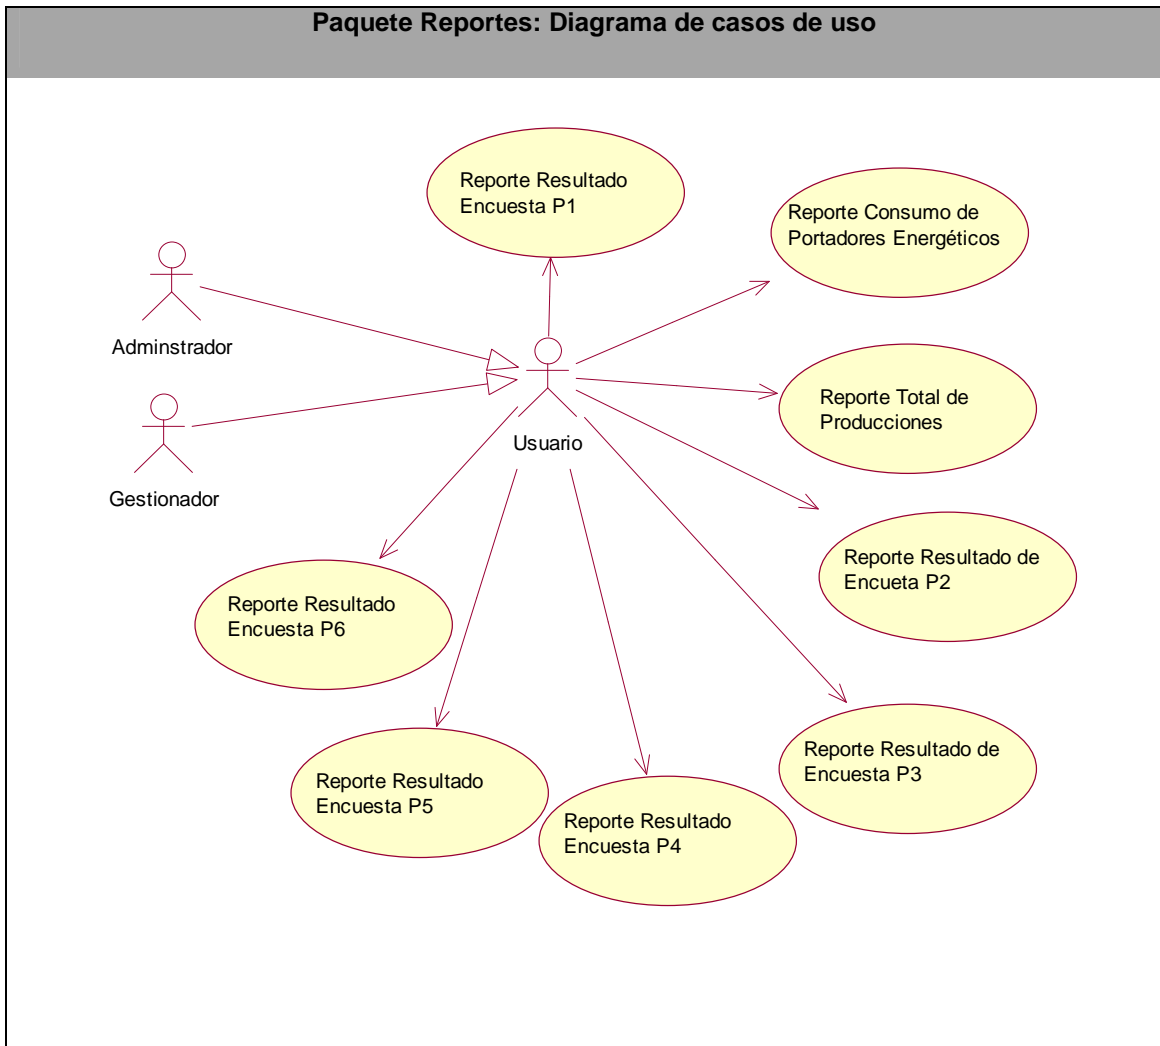 Paquete Reportes: Diagrama de casos de uso
Reporte Resultado
Encuesta P1
Reporte Consumo de
Portadores Energéticos
Adminstrador
Reporte Total de
Producciones
Usuario
Gestionador
Reporte Resultado de
Encueta P2
Reporte Resultado
Encuesta P6
Reporte Resultado de
Encuesta P3
Reporte Resultado
Encuesta P5
Reporte Resultado
Encuesta P4